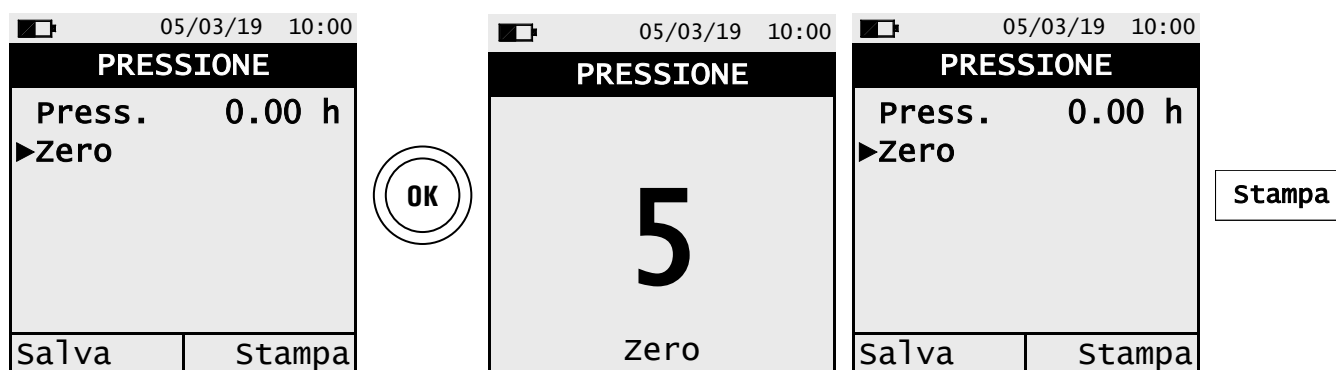 05/03/19 10:00
PRESSIONE
Press. 0.00 h
►Zero
Salva Stampa
OK
05/03/19 10:00
PRESSIONE
5
Zero
05/03/19 10:00
PRESSIONE
Press. 0.00 h
►Zero
Salva Stampa
Stampa